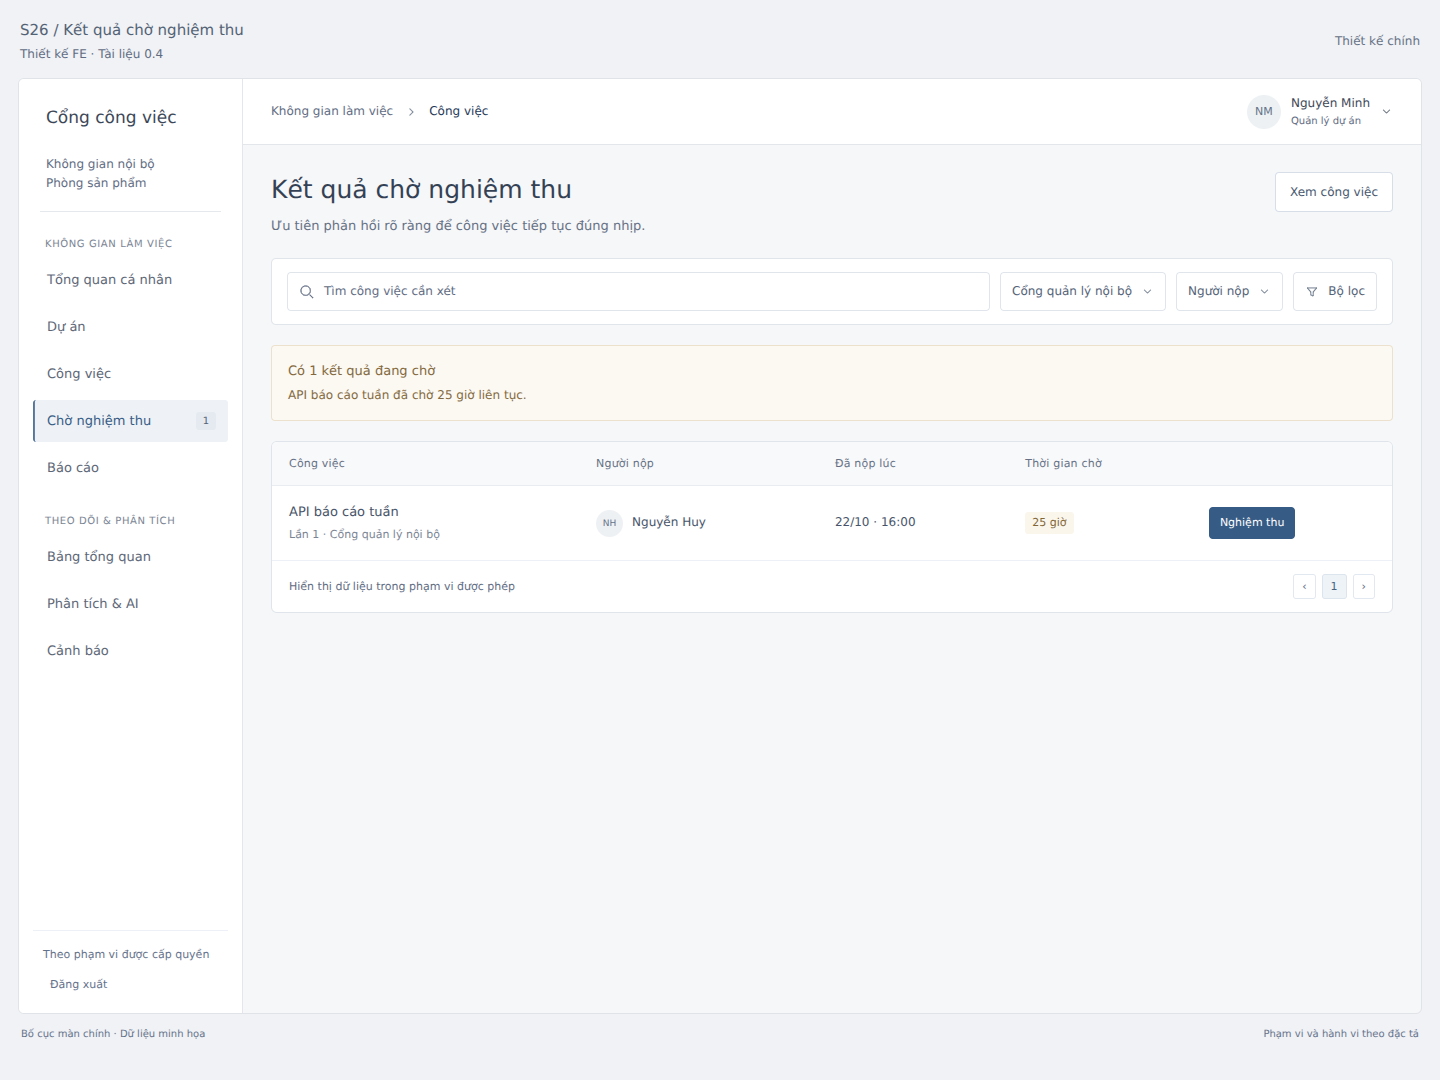 S26 / Kết quả chờ nghiệm thu
Thiết kế FE · Tài liệu 0.4
Thiết kế chính
Cổng công việc
Không gian nội bộ
Phòng sản phẩm
KHÔNG GIAN LÀM VIỆC
Tổng quan cá nhân
Dự án
Công việc
Chờ nghiệm thu 1
Báo cáo
THEO DÕI & PHÂN TÍCH
Bảng tổng quan
Phân tích & AI
Cảnh báo
Theo phạm vi được cấp quyền
Đăng xuất
Không gian làm việc › Công việc
NM Nguyễn Minh
Quản lý dự án
Kết quả chờ nghiệm thu
Xem công việc
Ưu tiên phản hồi rõ ràng để công việc tiếp tục đúng nhịp.
Tìm công việc cần xét Cổng quản lý nội bộ Người nộp Bộ lọc
Có 1 kết quả đang chờ
API báo cáo tuần đã chờ 25 giờ liên tục.
Công việc Người nộp Đã nộp lúc Thời gian chờ
API báo cáo tuần
Lần 1 · Cổng quản lý nội bộ
NH Nguyễn Huy 22/10 · 16:00 25 giờ Nghiệm thu
Hiển thị dữ liệu trong phạm vi được phép ‹ 1 ›
Bố cục màn chính · Dữ liệu minh họa
Phạm vi và hành vi theo đặc tả